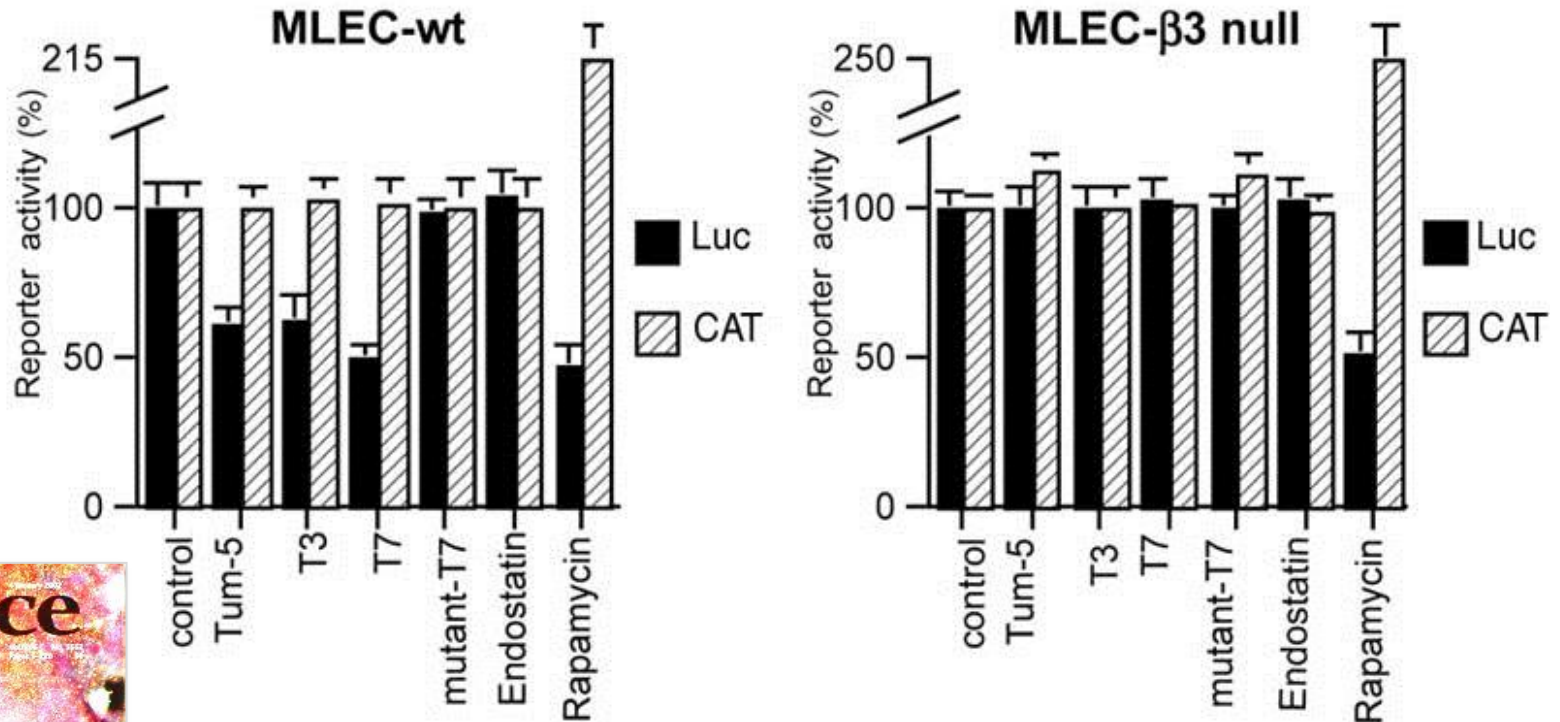 MLEC-wt
215
Reporter activity (%)
100
50
0
control
Tum-5
T3
T7
mutant-T7
Endostatin
Rapamycin
Luc
CAT
MLEC-β3 null
250
Reporter activity (%)
100
50
0
control
Tum-5
T3
T7
mutant-T7
Endostatin
Rapamycin
Luc
CAT
ce